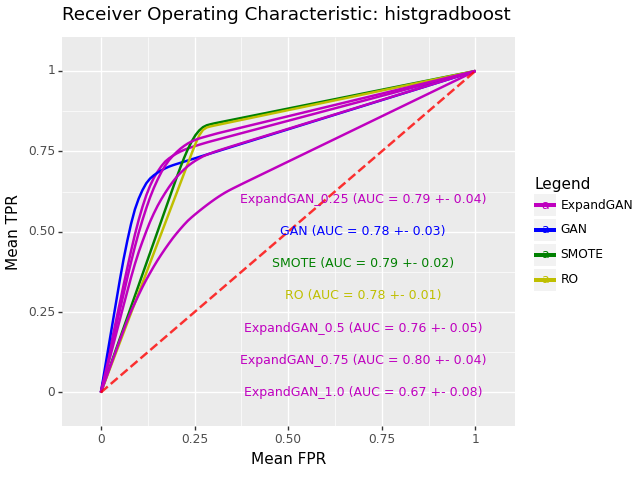 Receiver Operating Characteristic: histgradboost
Mean TPR
1
0.75
0.50
0.25
0
ExpandGAN_0.25 (AUC = 0.79 +- 0.04)
GAN (AUC = 0.78 +- 0.03)
SMOTE (AUC = 0.79 +- 0.02)
RO (AUC = 0.78 +- 0.01)
ExpandGAN_0.5 (AUC = 0.76 +- 0.05)
ExpandGAN_0.75 (AUC = 0.80 +- 0.04)
ExpandGAN_1.0 (AUC = 0.67 +- 0.08)
0
0.25
0.50
0.75
1
Mean FPR
Legend
a ExpandGAN
a GAN
a SMOTE
a RO